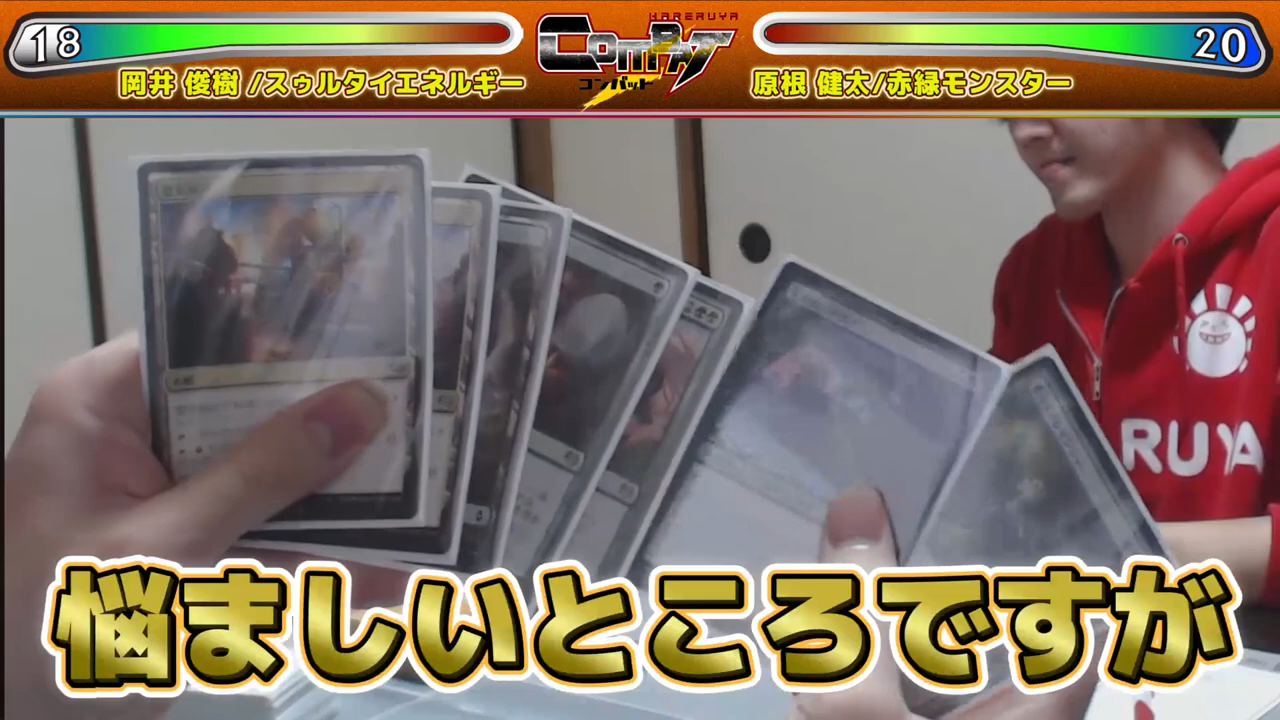 18
HARERUYA
COMBAT
コンバット
20
岡井 俊樹 /スゥルタイエネルギー
原根 健太/赤緑モンスター
RUYA
悩ましいところですが